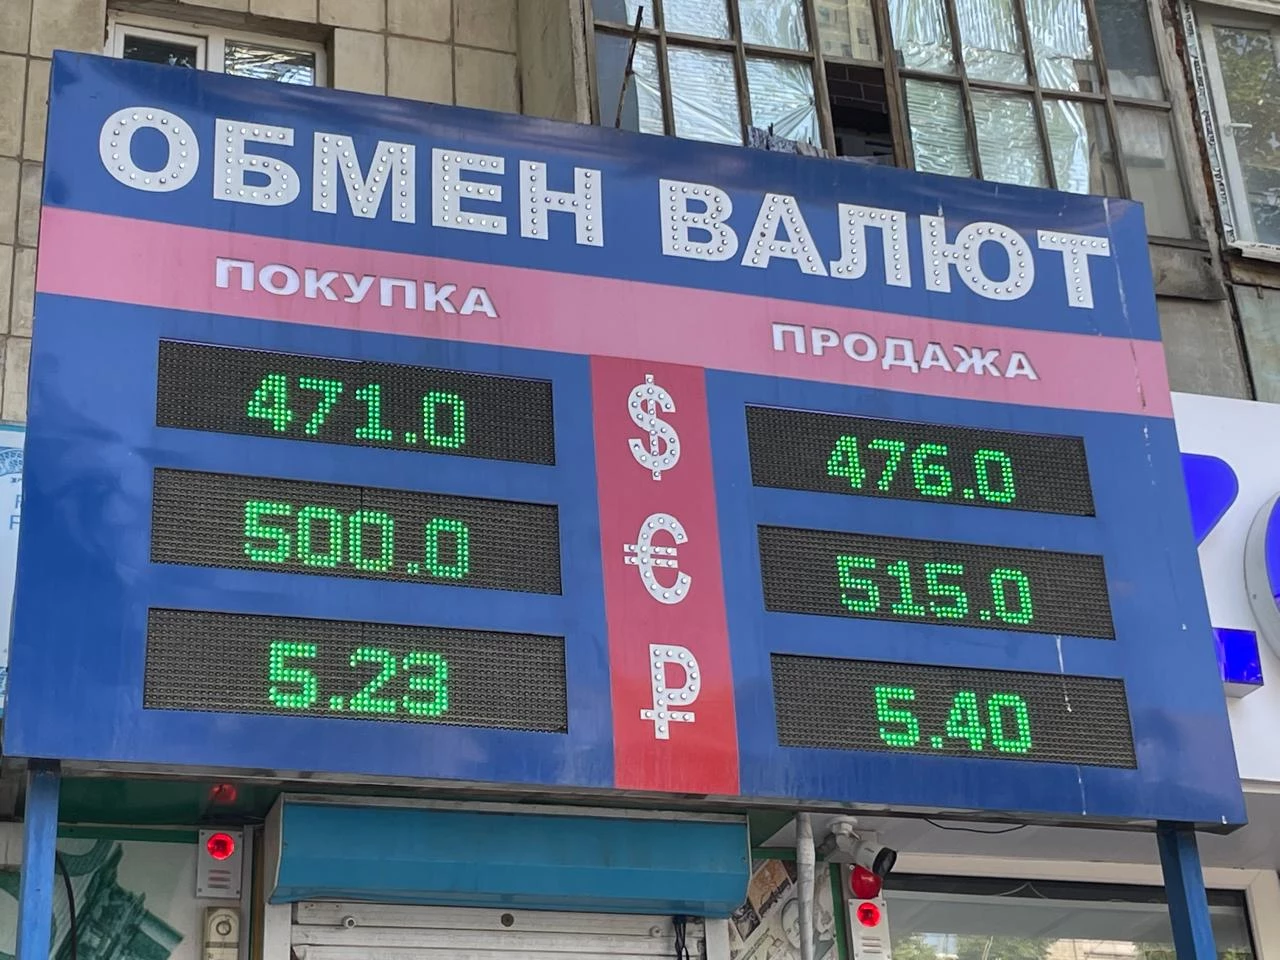 ОБМЕН ВАЛЮТ
ПОКУПКА ПРОДАЖА
471.0 $ 476.0
500.0 € 515.0
5.23 ₽ 5.40